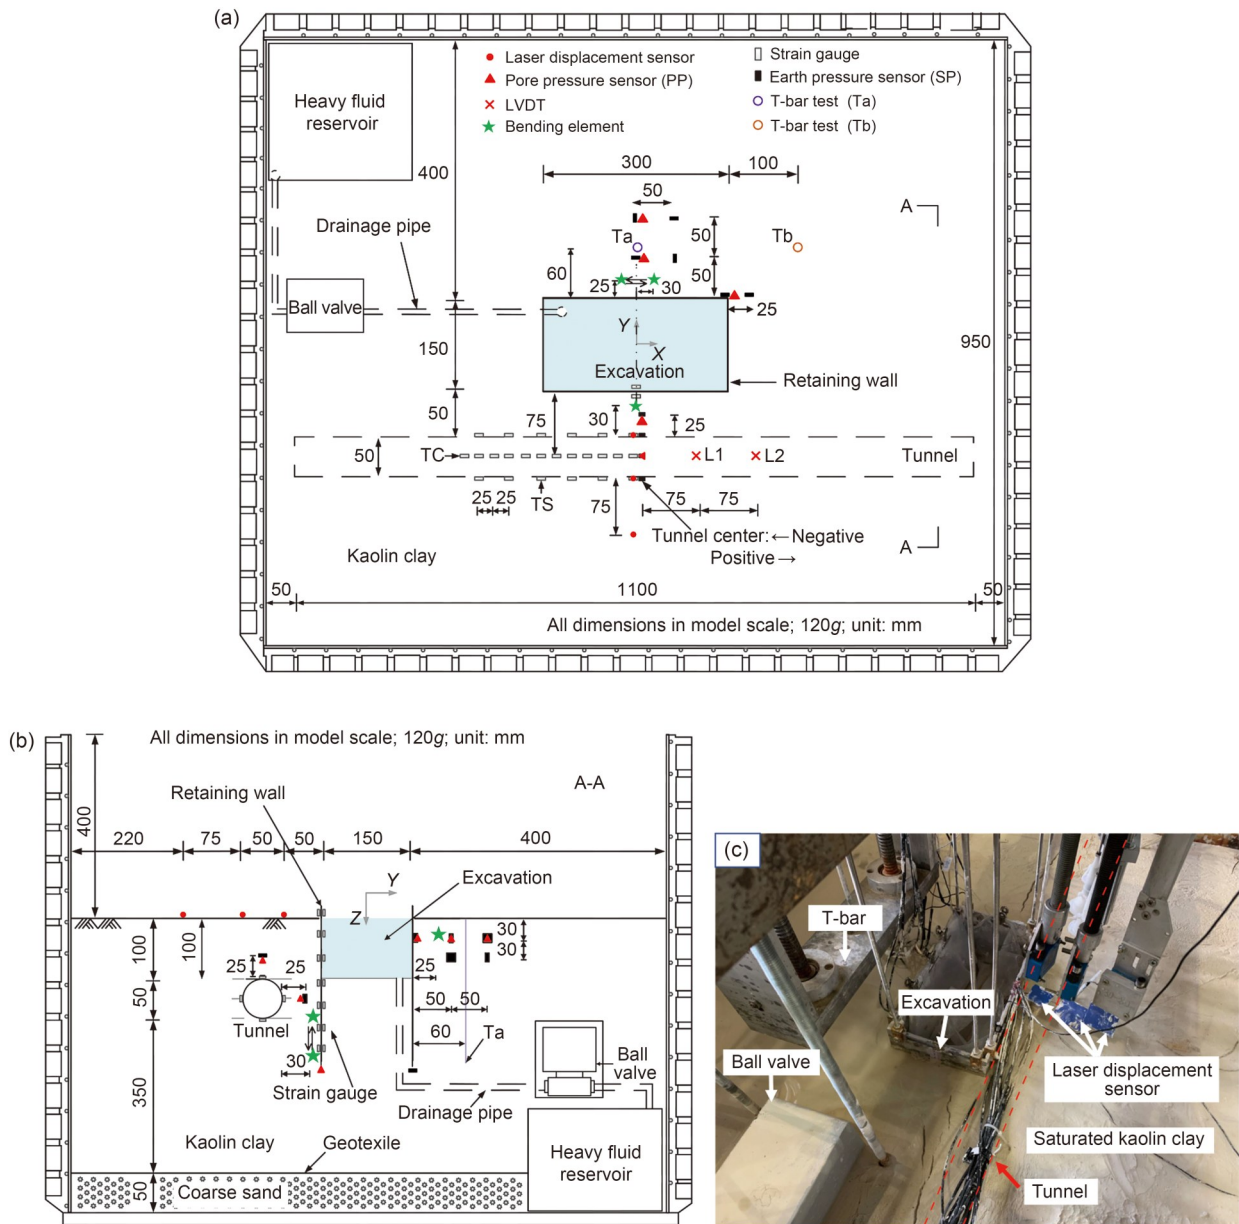 (a)
Laser displacement sensor
Pore pressure sensor (PP)
LVDT
Bending element
Strain gauge
Earth pressure sensor (SP)
T-bar test (Ta)
T-bar test (Tb)
Heavy fluid
reservoir
400
300
100
50
A
Drainage pipe
Ta
Tb
50
60
50
25
30
Ball valve
25
Y
X
150
950
Excavation
Retaining wall
50
75
30
25
50
TC
L1
L2
Tunnel
25 25
TS
75
75
75
Tunnel center: ← Negative
Positive →
A
Kaolin clay
50
1100
50
All dimensions in model scale; 120g; unit: mm
(b)
All dimensions in model scale; 120g; unit: mm
A-A
Retaining
wall
400
220
75
50
50
150
400
Y
Z
Excavation
100
100
30
30
25
25
25
50
50 50
Tunnel
60
Ta
30
Ball
valve
Strain gauge
350
Drainage pipe
Kaolin clay
Geotexile
Heavy fluid
reservoir
50
Coarse sand
(c)
T-bar
Excavation
Ball valve
Laser displacement
sensor
Saturated kaolin clay
Tunnel